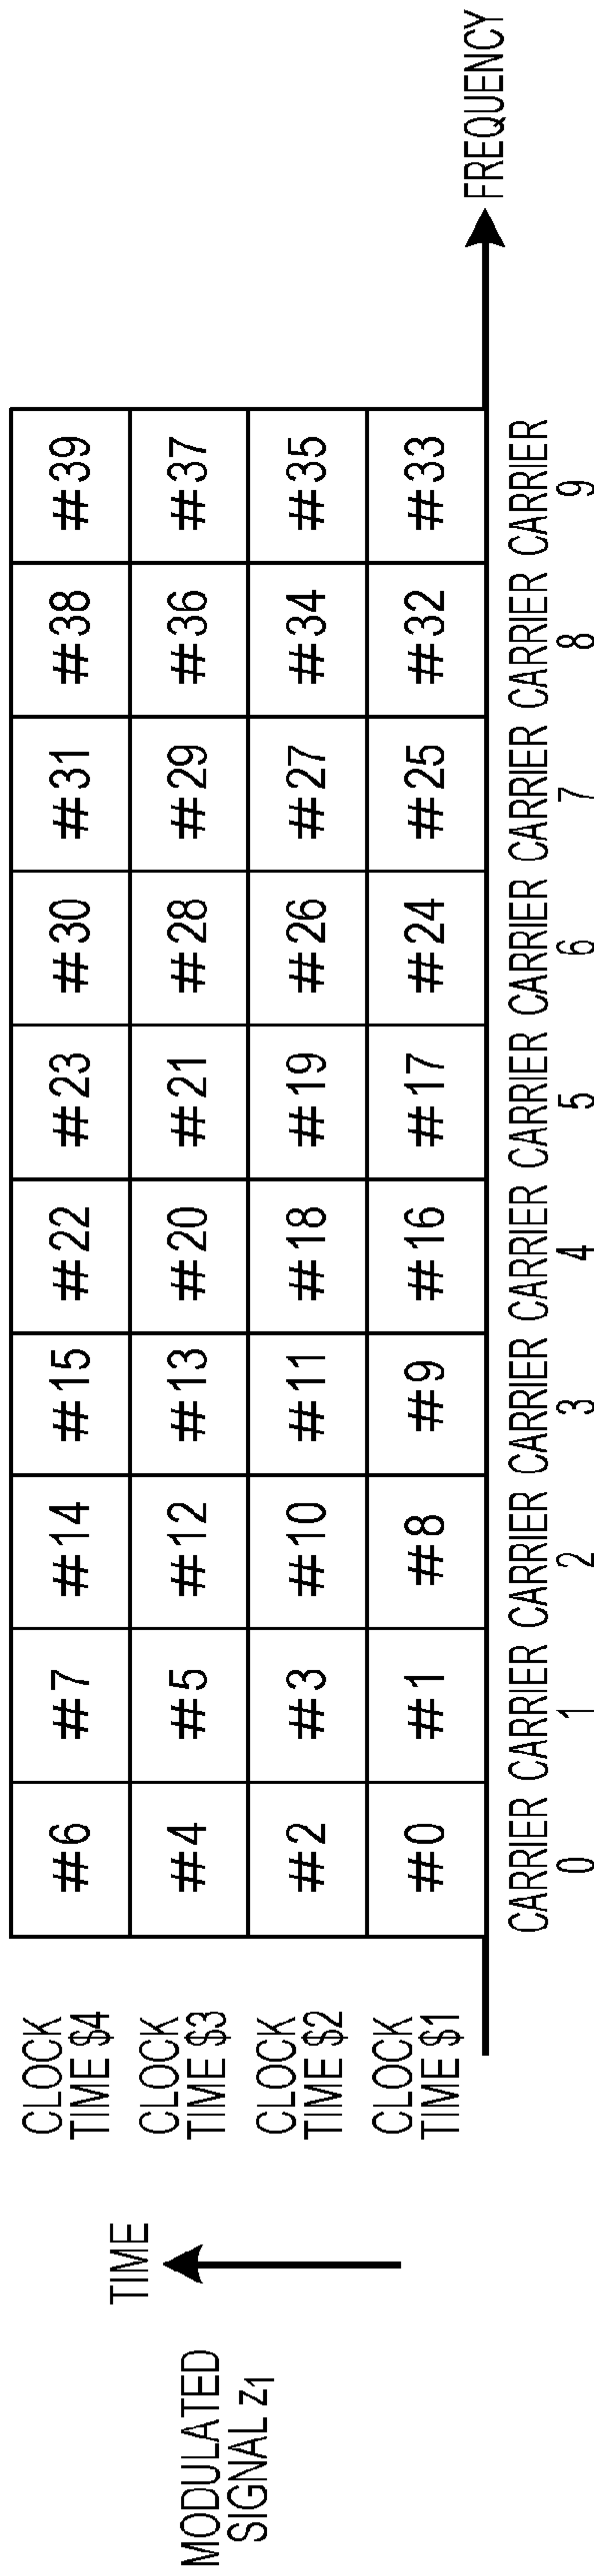 MODULATED
SIGNAL z1
TIME
CLOCK
TIME $4
#6 #7 #14 #15 #22 #23 #30 #31 #38 #39
CLOCK
TIME $3
#4 #5 #12 #13 #20 #21 #28 #29 #36 #37
CLOCK
TIME $2
#2 #3 #10 #11 #18 #19 #26 #27 #34 #35
CLOCK
TIME $1
#0 #1 #8 #9 #16 #17 #24 #25 #32 #33
FREQUENCY
CARRIER CARRIER CARRIER CARRIER CARRIER CARRIER CARRIER CARRIER CARRIER CARRIER
0 1 2 3 4 5 6 7 8 9